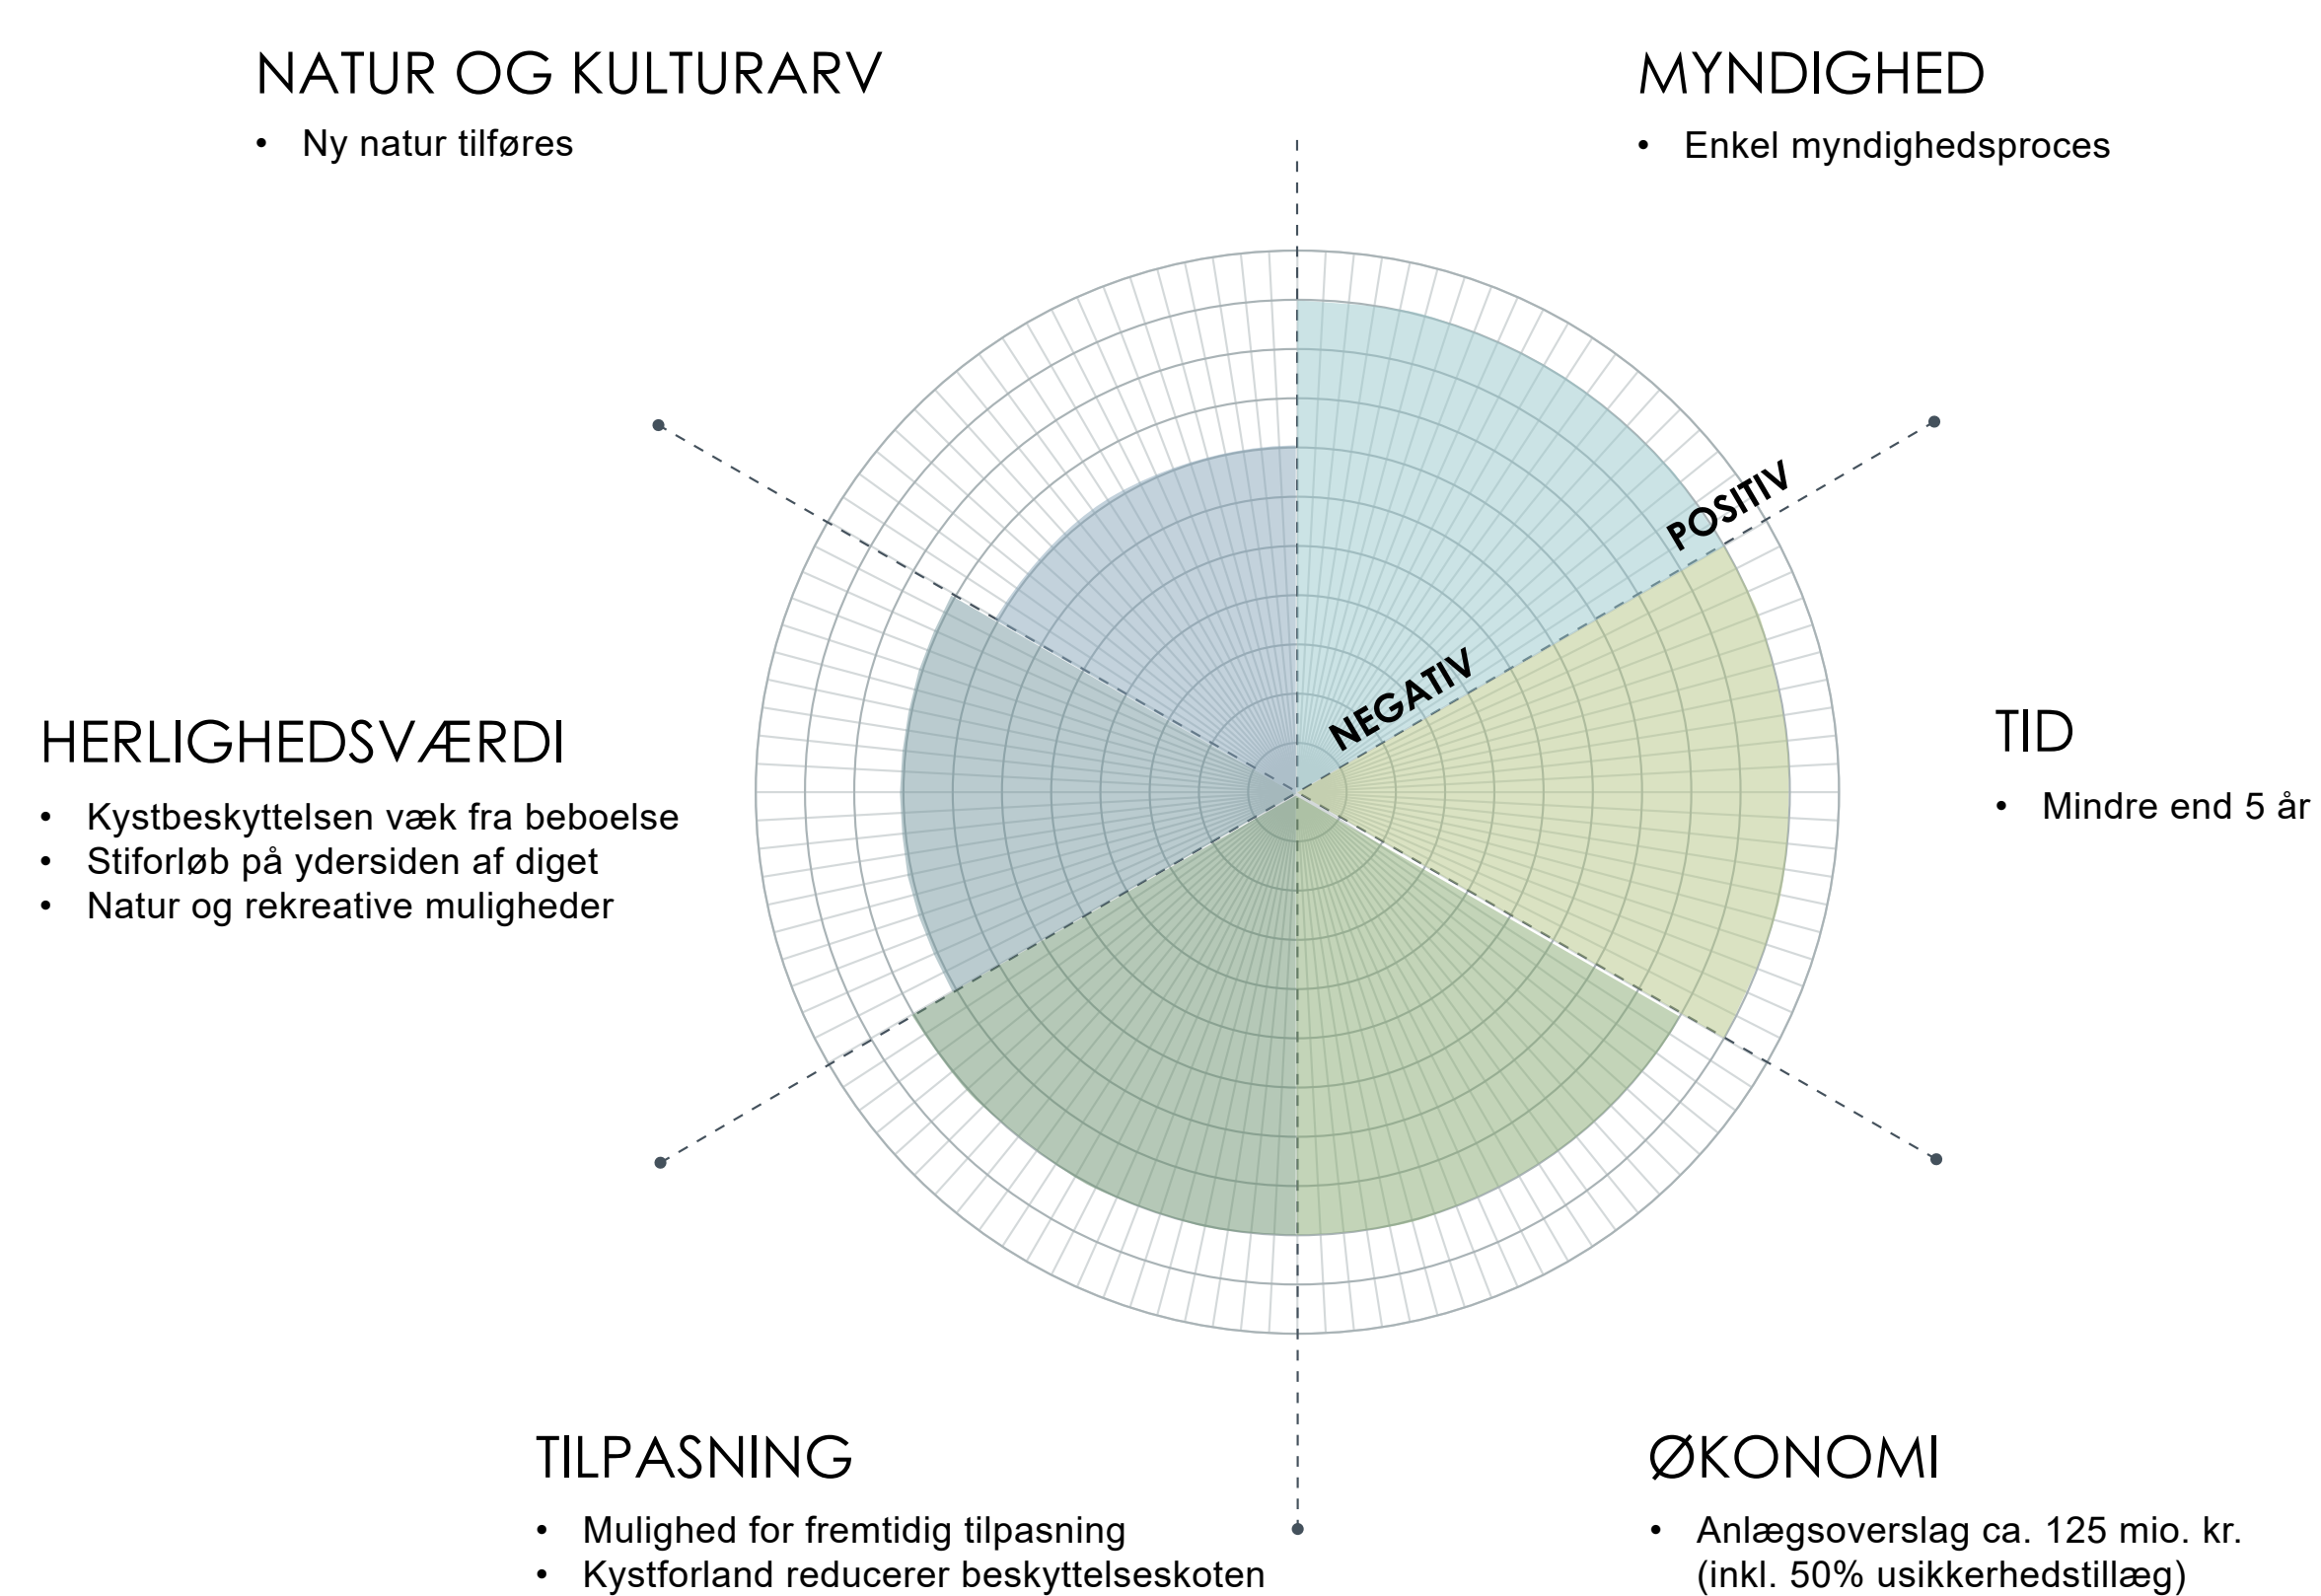 NATUR OG KULTURARV
• Ny natur tilføres
MYNDIGHED
• Enkel myndighedsproces
POSITIV
NEGATIV
HERLIGHEDSVÆRDI
• Kystbeskyttelsen væk fra beboelse
• Stiforløb på ydersiden af diget
• Natur og rekreative muligheder
TID
• Mindre end 5 år
TILPASNING
• Mulighed for fremtidig tilpasning
• Kystforland reducerer beskyttelseskoten
ØKONOMI
• Anlægsoverslag ca. 125 mio. kr.
(inkl. 50% usikkerhedstillæg)